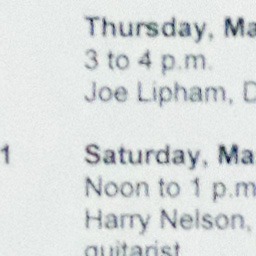 Thursday, Ma
3 to 4 p.m.
Joe Lipham, D
1 Saturday, Ma
Noon to 1 p.m
Harry Nelson,
guitarist